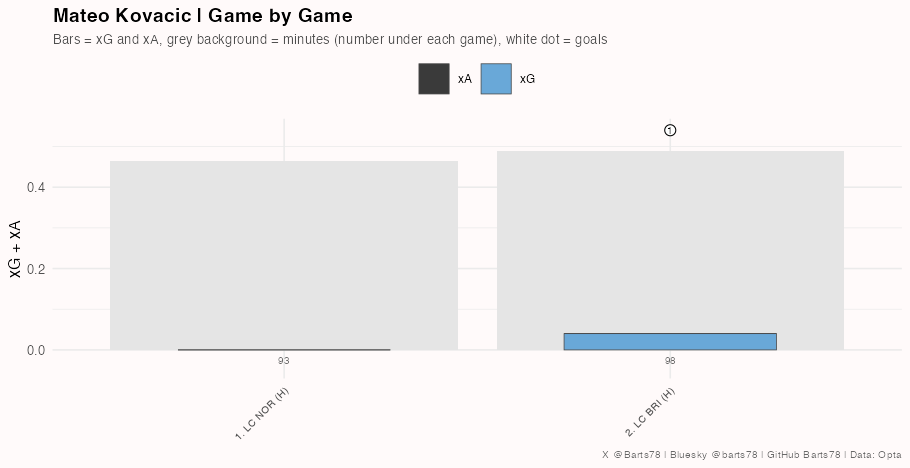 Mateo Kovacic | Game by Game
Bars = xG and xA, grey background = minutes (number under each game), white dot = goals
xA xG
1
xG + xA
0.4
0.2
0.0
93 98
1. LC NOR (H) 2. LC BRI (H)
X @Barts78 | Bluesky @barts78 | GitHub Barts78 | Data: Opta